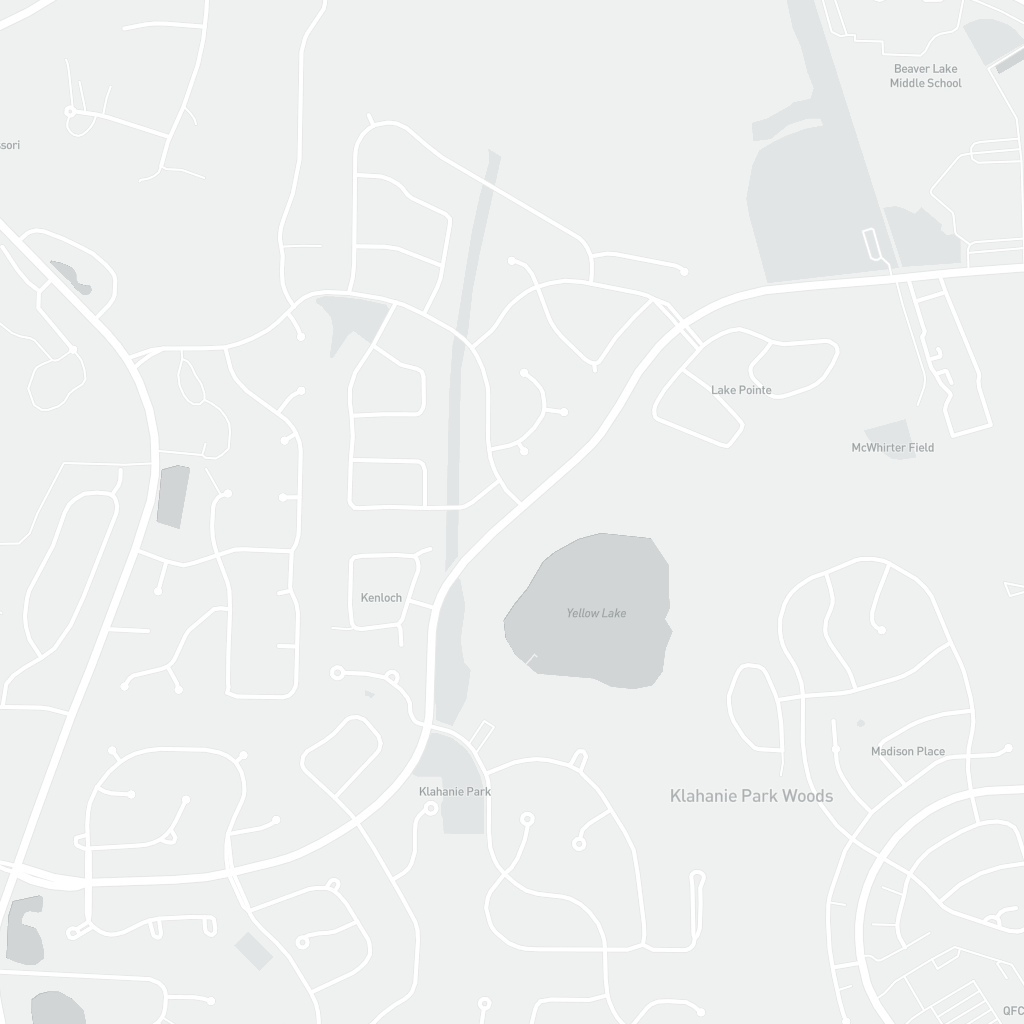 Beaver Lake
Middle School
ssori
Lake Pointe
McWhirter Field
Kenloch
Yellow Lake
Madison Place
Klahanie Park
Klahanie Park Woods
QFC